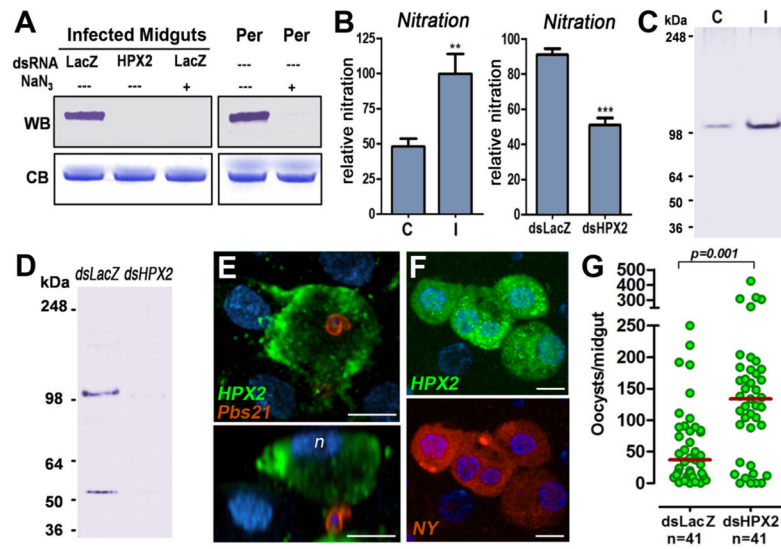 A
Infected Midguts
Per Per
dsRNA LacZ HPX2 LacZ --- ---
NaN3 --- --- + --- +
WB
CB
B
Nitration
relative nitration
125
100
75
50
25
0
**
C I
Nitration
relative nitration
100
80
60
40
20
0
***
dsLacZ dsHPX2
C
kDa C I
248
98
64
50
36
D
kDa dsLacZ dsHPX2
248
98
64
50
36
E
HPX2
Pbs21
n
F
HPX2
NY
G
p=0.001
Oocysts/midgut
500
400
300
250
200
150
100
50
0
dsLacZ dsHPX2
n=41 n=41